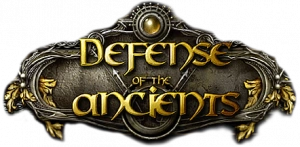 DEFENSE
OF THE
ANCIENTS